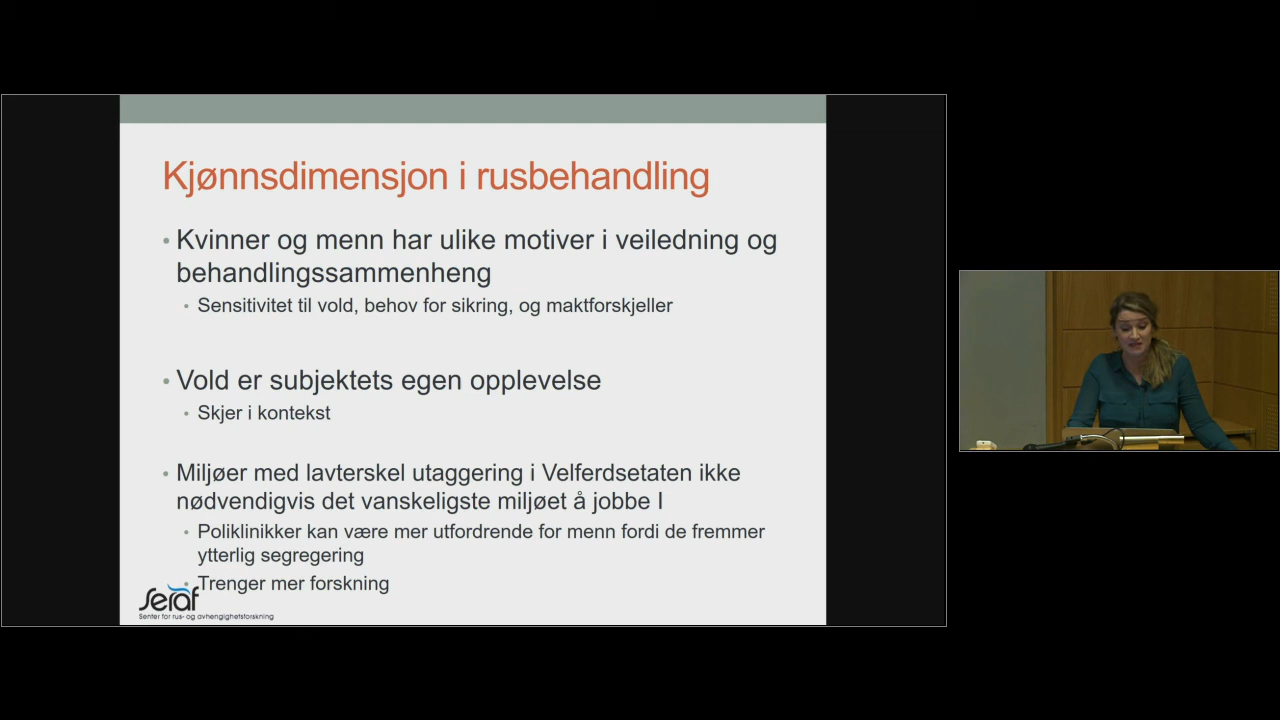 Kjønnsdimensjon i rusbehandling
• Kvinner og menn har ulike motiver i veiledning og
behandlingssammenheng
• Sensitivitet til vold, behov for sikring, og maktforskjeller
• Vold er subjektets egen opplevelse
• Skjer i kontekst
• Miljøer med lavterskel utaggering i Velferdsetaten ikke
nødvendigvis det vanskeligste miljøet å jobbe I
• Poliklinikker kan være mer utfordrende for menn fordi de fremmer
ytterlig segregering
• Trenger mer forskning
seraf
Senter for rus- og avhengighetsforskning